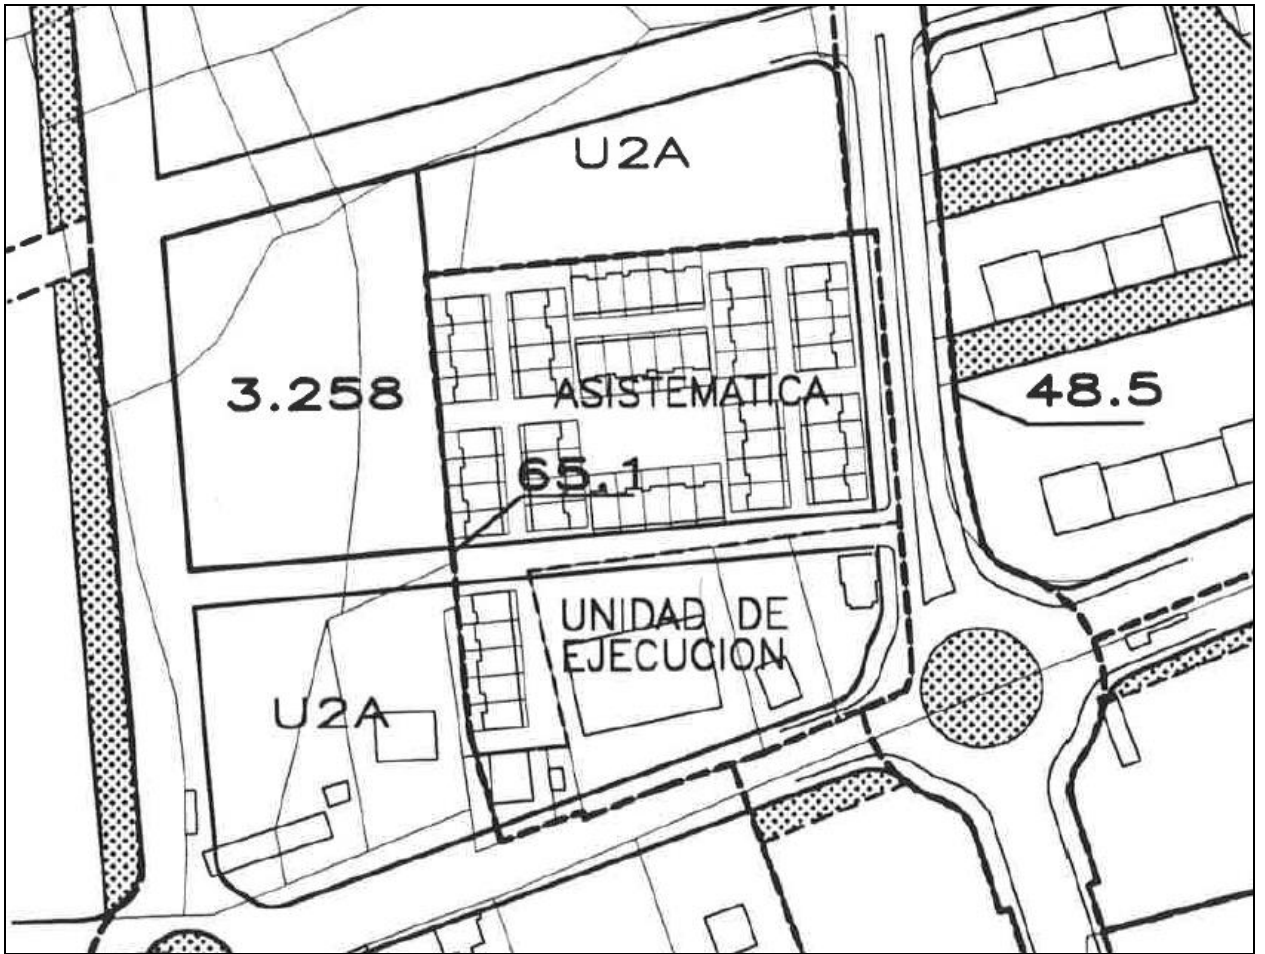 U2A
3.258
ASISTEMATICA
48.5
65.1
UNIDAD DE
EJECUCION
U2A